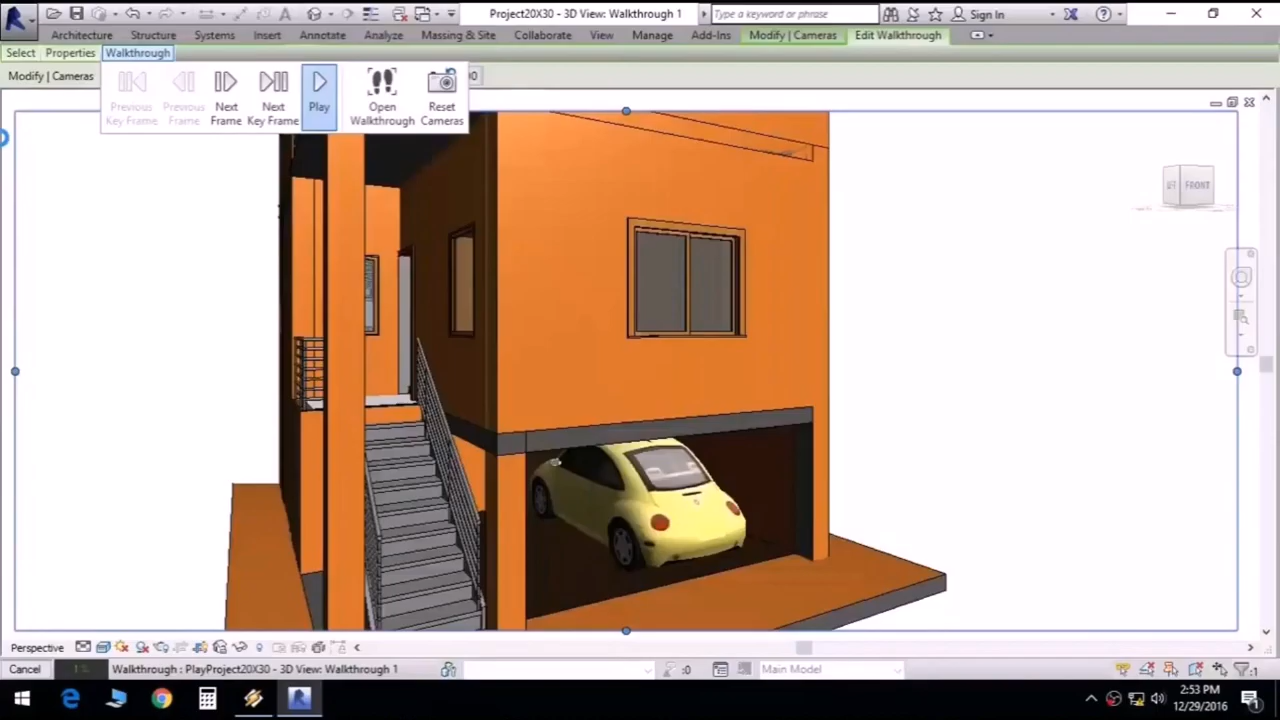 Project20X30 - 3D View: Walkthrough 1
Type a keyword or phrase
Sign In
Architecture Structure Systems Insert Annotate Analyze Massing & Site Collaborate View Manage Add-Ins Modify | Cameras Edit Walkthrough
Select Properties Walkthrough
Modify | Cameras
Previous Key Frame
Previous Frame
Next Frame
Next Key Frame
Play
Open Walkthrough
Reset Cameras
FRONT
Perspective
Cancel 1 % Walkthrough : PlayProject20X30 - 3D View: Walkthrough 1 :0 Main Model :1
2:53 PM
12/29/2016